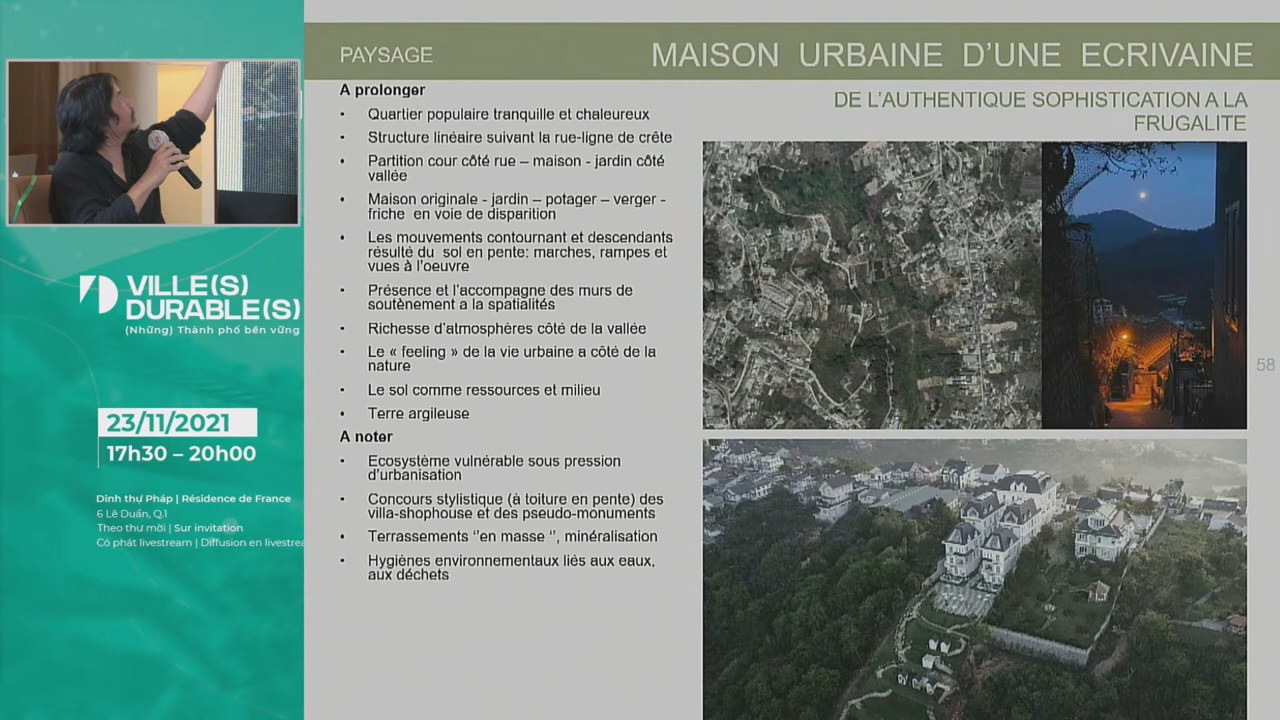 VILLE(S)
DURABLE(S)
(Những) Thành phố bền vững
23/11/2021
17h30 – 20h00
Dinh thự Pháp | Résidence de France
6 Lê Duẩn, Q.1
Theo thư mời | Sur invitation
Có phát livestream | Diffusion en livestrea
PAYSAGE
MAISON URBAINE D’UNE ECRIVAINE
DE L’AUTHENTIQUE SOPHISTICATION A LA
FRUGALITE
A prolonger
• Quartier populaire tranquille et chaleureux
• Structure linéaire suivant la rue-ligne de crête
• Partition cour côté rue – maison - jardin côté
vallée
• Maison originale - jardin – potager – verger -
friche en voie de disparition
• Les mouvements contournant et descendants
résulté du sol en pente: marches, rampes et
vues à l’oeuvre
• Présence et l’accompagne des murs de
soutènement a la spatialités
• Richesse d’atmosphères côté de la vallée
• Le « feeling » de la vie urbaine a côté de la
nature
• Le sol comme ressources et milieu
• Terre argileuse
A noter
• Ecosystéme vulnérable sous pression
d’urbanisation
• Concours stylistique (à toiture en pente) des
villa-shophouse et des pseudo-monuments
• Terrassements ‘’en masse ‘’, minéralisation
• Hygiènes environnementaux liés aux eaux,
aux déchets
58